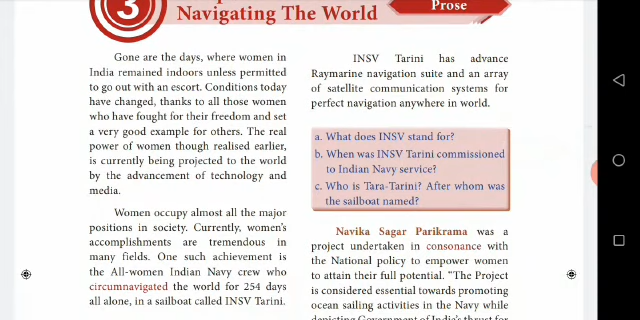 3
Navigating The World
Prose
Gone are the days, where women in
India remained indoors unless permitted
to go out with an escort. Conditions today
have changed, thanks to all those women
who have fought for their freedom and set
a very good example for others. The real
power of women though realised earlier,
is currently being projected to the world
by the advancement of technology and
media.
Women occupy almost all the major
positions in society. Currently, women's
accomplishments are tremendous in
many fields. One such achievement is
the All-women Indian Navy crew who
circumnavigated the world for 254 days
all alone, in a sailboat called INSV Tarini.
INSV Tarini has advance
Raymarine navigation suite and an array
of satellite communication systems for
perfect navigation anywhere in world.
a. What does INSV stand for?
b. When was INSV Tarini commissioned
to Indian Navy service?
c. Who is Tara-Tarini? After whom was
the sailboat named?
Navika Sagar Parikrama was a
project undertaken in consonance with
the National policy to empower women
to attain their full potential. "The Project
is considered essential towards promoting
ocean sailing activities in the Navy while
depicting Government of India's thrust for